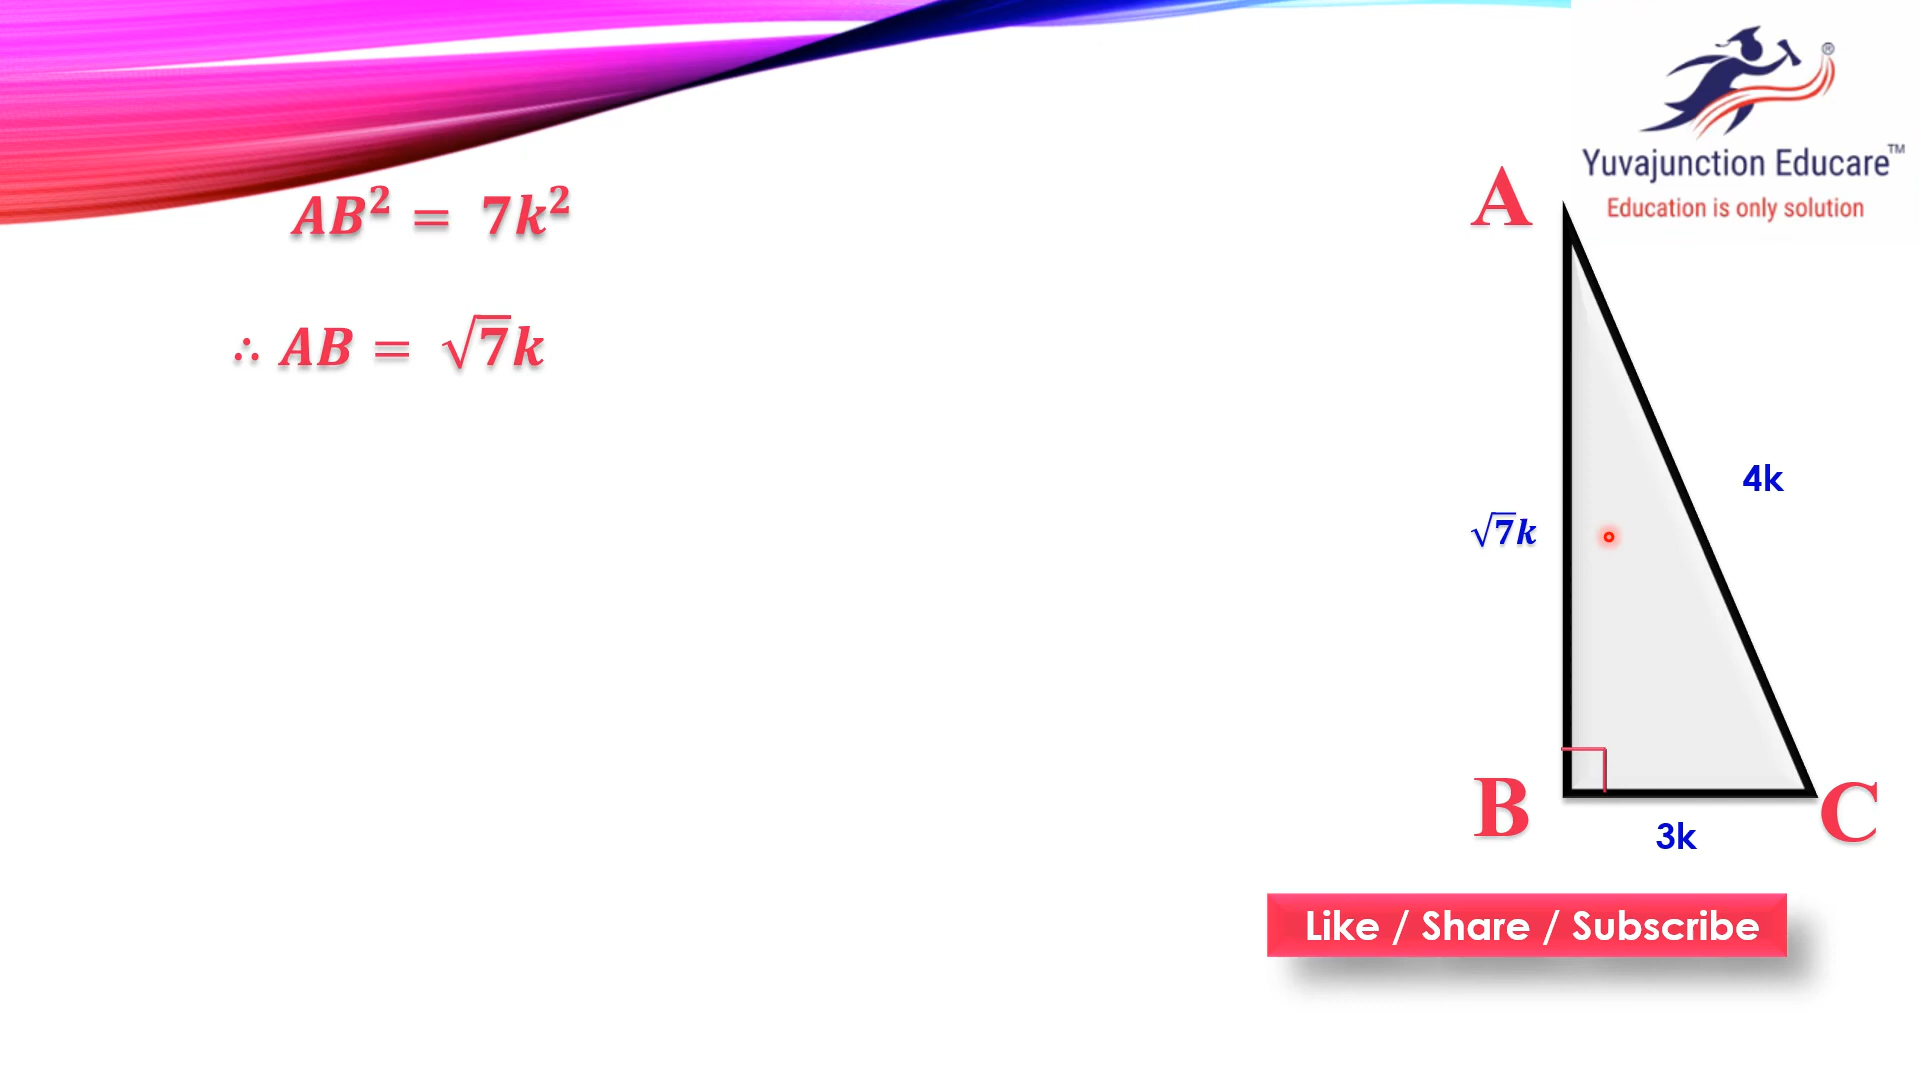 ®
Yuvajunction Educare™
Education is only solution
AB² = 7k²
∴ AB = √7k
A
4k
√7k
B
C
3k
Like / Share / Subscribe